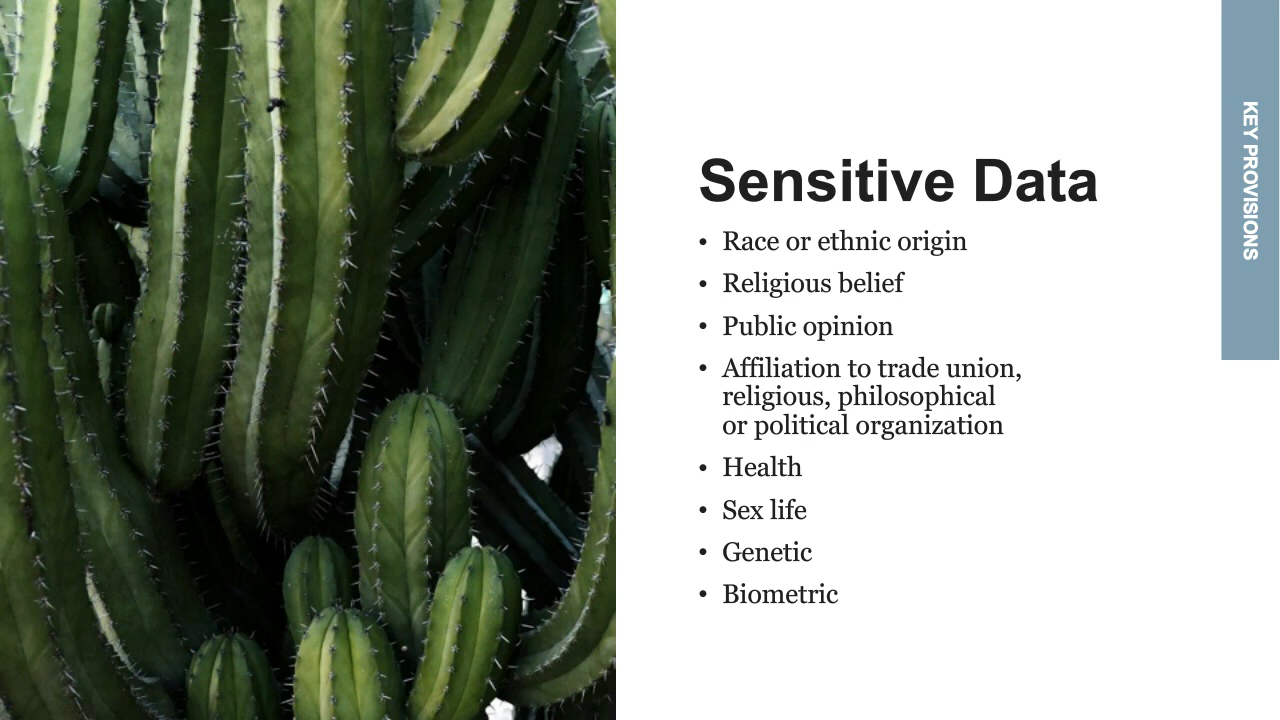 Sensitive Data
• Race or ethnic origin
• Religious belief
• Public opinion
• Affiliation to trade union,
religious, philosophical
or political organization
• Health
• Sex life
• Genetic
• Biometric
KEY PROVISIONS